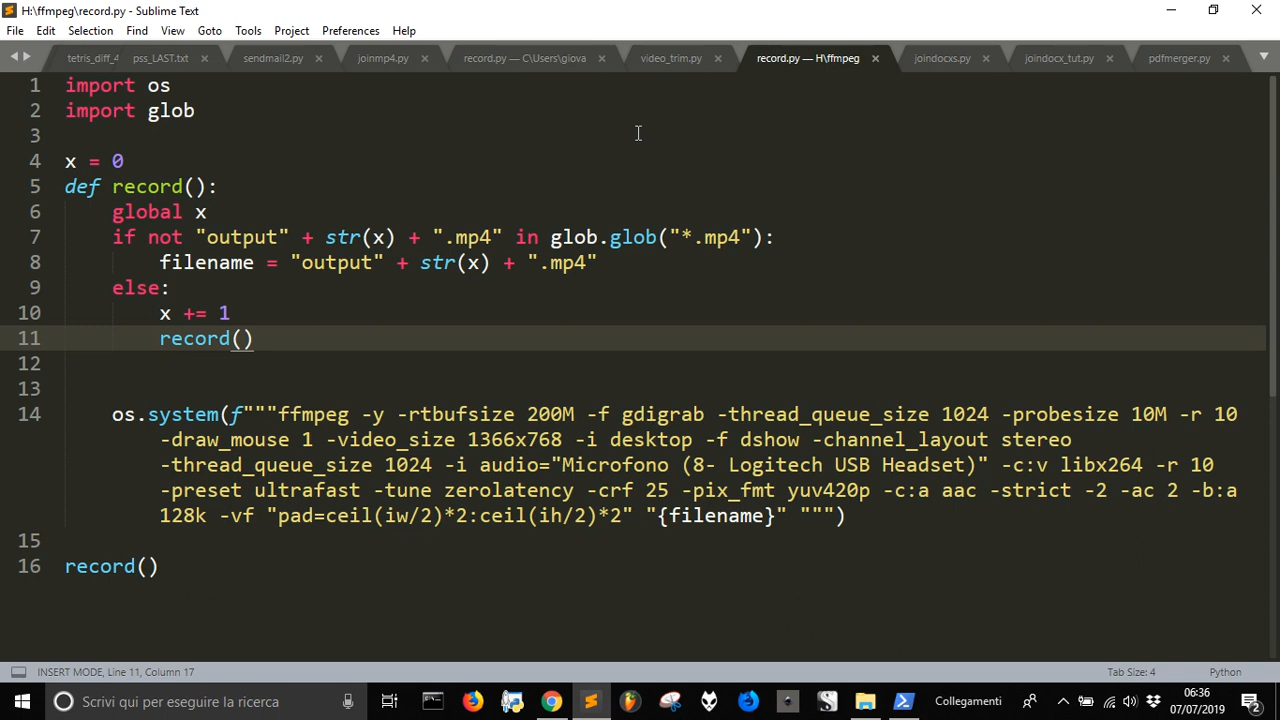 H:\ffmpeg\record.py - Sublime Text
File Edit Selection Find View Goto Tools Project Preferences Help
tetris_diff_4 pss_LAST.txt sendmail2.py joinmp4.py record.py — C:\Users\giova video_trim.py record.py — H:\ffmpeg joindocxs.py joindocx_tut.py pdfmerger.py
1 import os
2 import glob
3
4 x = 0
5 def record():
6 global x
7 if not "output" + str(x) + ".mp4" in glob.glob("*.mp4"):
8 filename = "output" + str(x) + ".mp4"
9 else:
10 x += 1
11 record()
12
13
14 os.system(f"""ffmpeg -y -rtbufsize 200M -f gdigrab -thread_queue_size 1024 -probesize 10M -r 10
-draw_mouse 1 -video_size 1366x768 -i desktop -f dshow -channel_layout stereo
-thread_queue_size 1024 -i audio="Microfono (8- Logitech USB Headset)" -c:v libx264 -r 10
-preset ultrafast -tune zerolatency -crf 25 -pix_fmt yuv420p -c:a aac -strict -2 -ac 2 -b:a
128k -vf "pad=ceil(iw/2)*2:ceil(ih/2)*2" "{filename}" """)
15
16 record()
INSERT MODE, Line 11, Column 17 Tab Size: 4 Python
Scrivi qui per eseguire la ricerca Collegamenti 06:36
07/07/2019 2